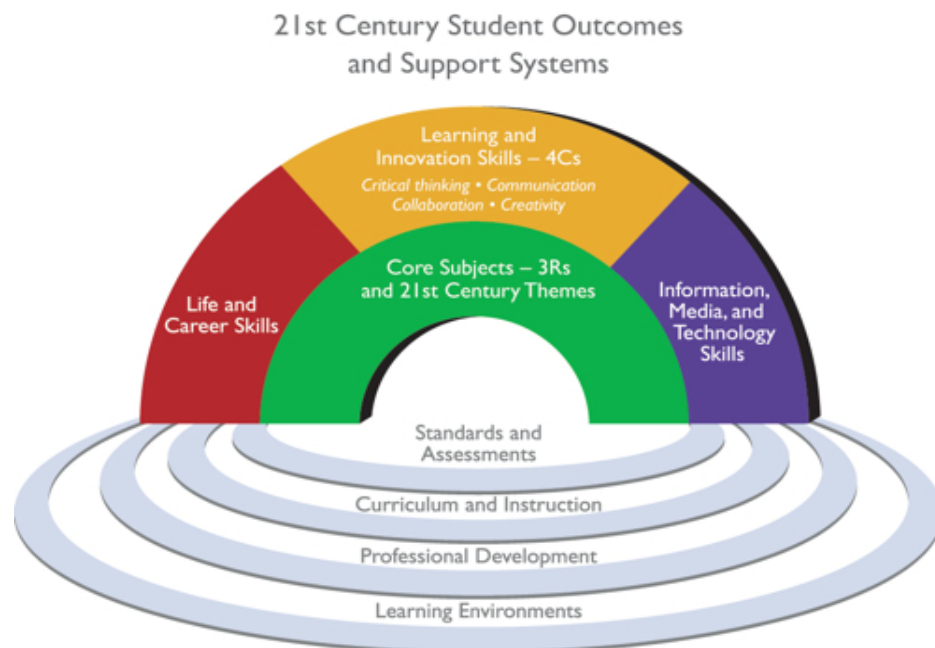 21st Century Student Outcomes
and Support Systems
Learning and
Innovation Skills – 4Cs
Critical thinking • Communication
Collaboration • Creativity
Core Subjects – 3Rs
and 21st Century Themes
Life and
Career Skills
Information,
Media, and
Technology
Skills
Standards and
Assessments
Curriculum and Instruction
Professional Development
Learning Environments